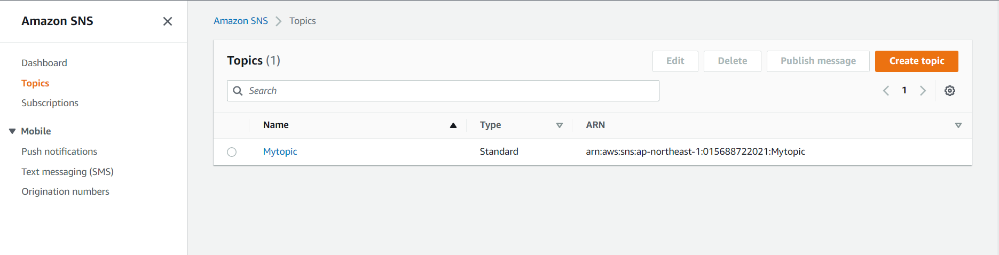 Amazon SNS
Dashboard
Topics
Subscriptions
Mobile
Push notifications
Text messaging (SMS)
Origination numbers
Amazon SNS Topics
Topics (1)
Edit Delete Publish message Create topic
Search
1
Name Type ARN
Mytopic Standard arn:aws:sns:ap-northeast-1:015688722021:Mytopic